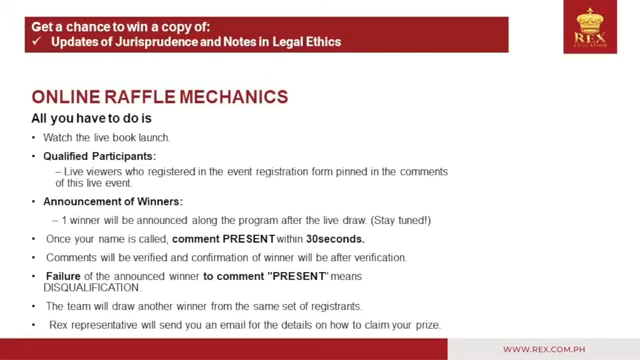 Get a chance to win a copy of:
✓ Updates of Jurisprudence and Notes in Legal Ethics
REX
EDUCATION
ONLINE RAFFLE MECHANICS
All you have to do is
• Watch the live book launch.
• Qualified Participants:
– Live viewers who registered in the event registration form pinned in the comments
of this live event.
• Announcement of Winners:
– 1 winner will be announced along the program after the live draw. (Stay tuned!)
• Once your name is called, comment PRESENT within 30seconds.
• Comments will be verified and confirmation of winner will be after verification.
• Failure of the announced winner to comment "PRESENT" means
DISQUALIFICATION.
• The team will draw another winner from the same set of registrants.
• Rex representative will send you an email for the details on how to claim your prize.
WWW.REX.COM.PH